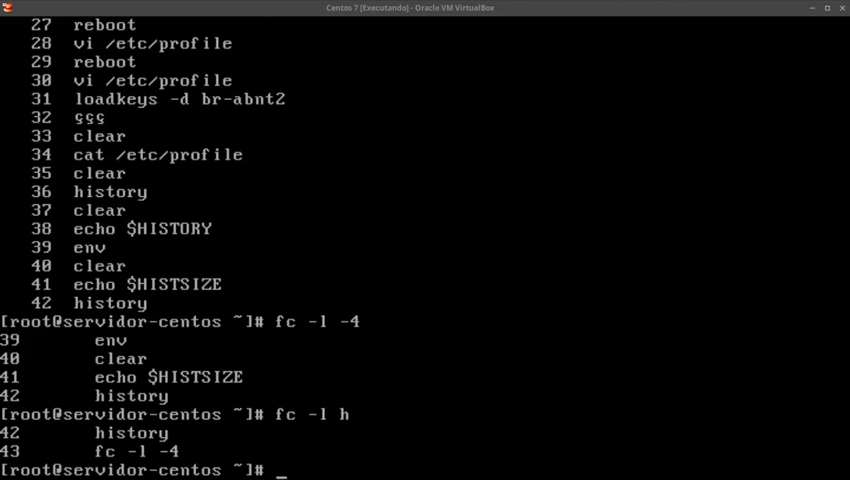 Centos 7 [Executando] - Oracle VM VirtualBox
27 reboot
28 vi /etc/profile
29 reboot
30 vi /etc/profile
31 loadkeys -d br-abnt2
32 ççç
33 clear
34 cat /etc/profile
35 clear
36 history
37 clear
38 echo $HISTORY
39 env
40 clear
41 echo $HISTSIZE
42 history
[root@servidor-centos ~]# fc -l -4
39 env
40 clear
41 echo $HISTSIZE
42 history
[root@servidor-centos ~]# fc -l h
42 history
43 fc -l -4
[root@servidor-centos ~]# _